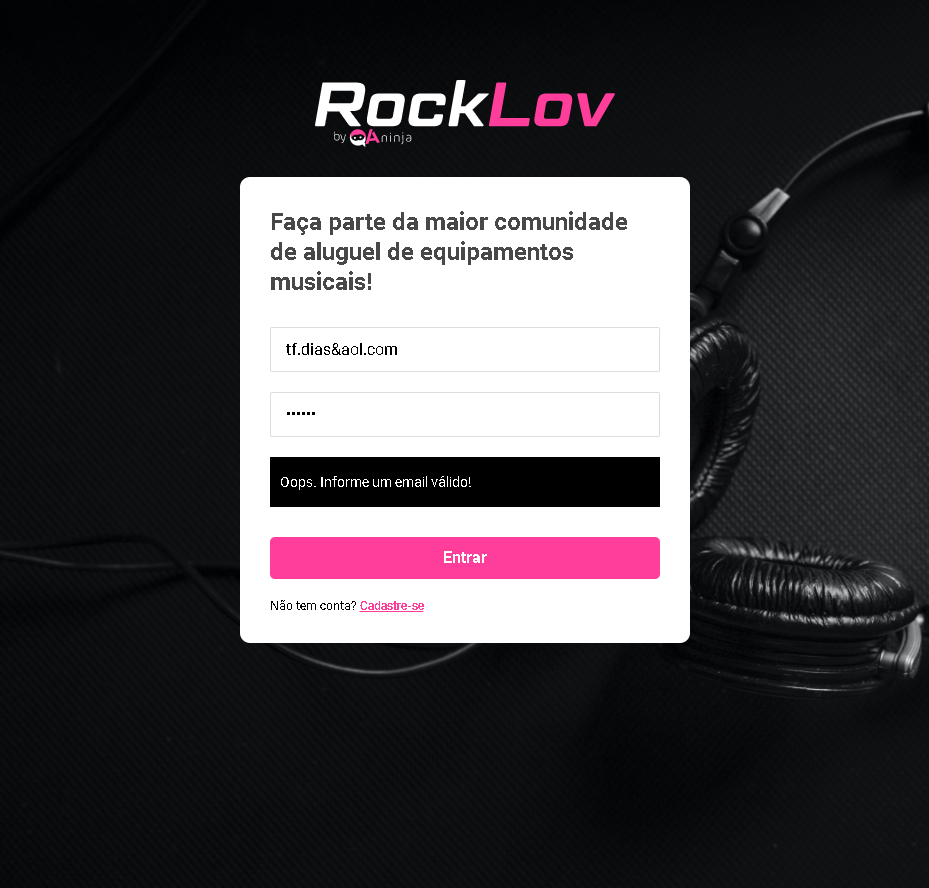 RockLov
by QAninja
Faça parte da maior comunidade
de aluguel de equipamentos
musicais!
tf.dias&aol.com
••••••
Oops. Informe um email válido!
Entrar
Não tem conta? Cadastre-se